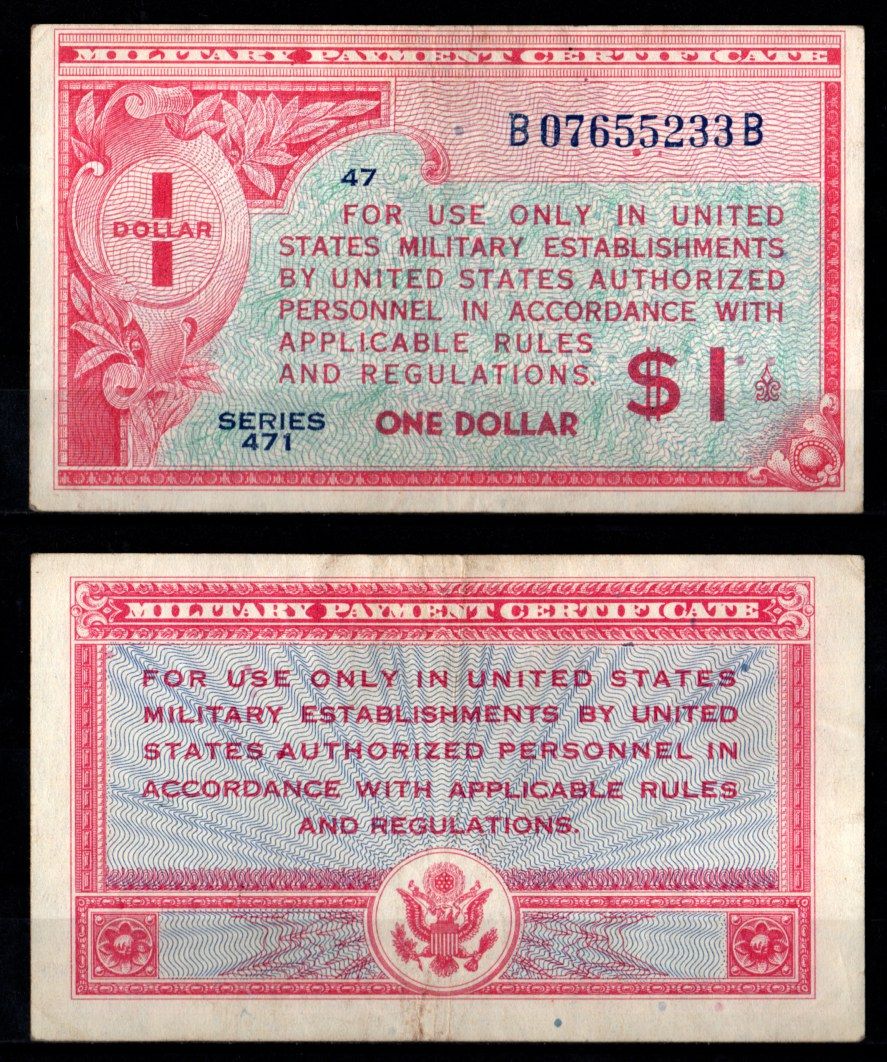 MILITARY PAYMENT CERTIFICATE
B07655233B
47
DOLLAR
1
FOR USE ONLY IN UNITED
STATES MILITARY ESTABLISHMENTS
BY UNITED STATES AUTHORIZED
PERSONNEL IN ACCORDANCE WITH
APPLICABLE RULES
AND REGULATIONS.
$1
SERIES
471
ONE DOLLAR
MILITARY PAYMENT CERTIFICATE
FOR USE ONLY IN UNITED STATES
MILITARY ESTABLISHMENTS BY UNITED
STATES AUTHORIZED PERSONNEL IN
ACCORDANCE WITH APPLICABLE RULES
AND REGULATIONS.